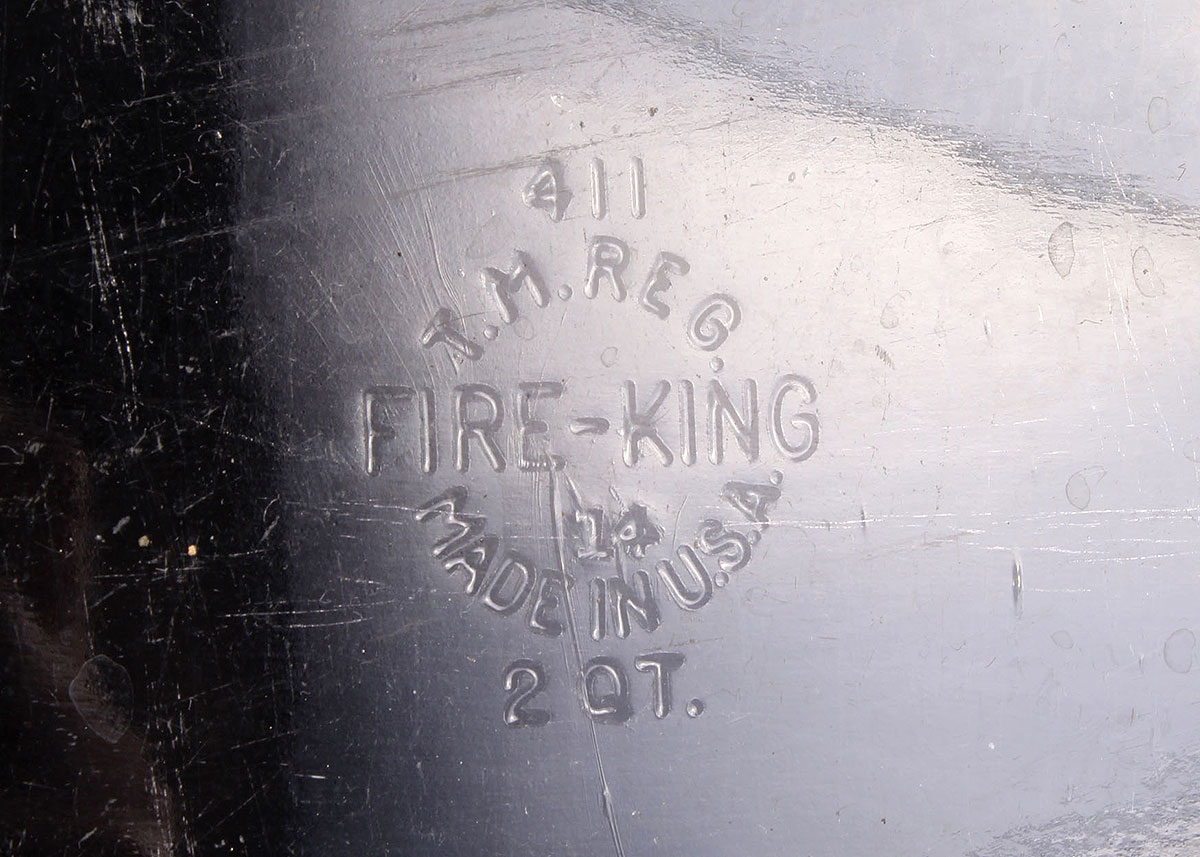 411
T.M. REG.
FIRE-KING
14
MADE IN U.S.A.
2 QT.